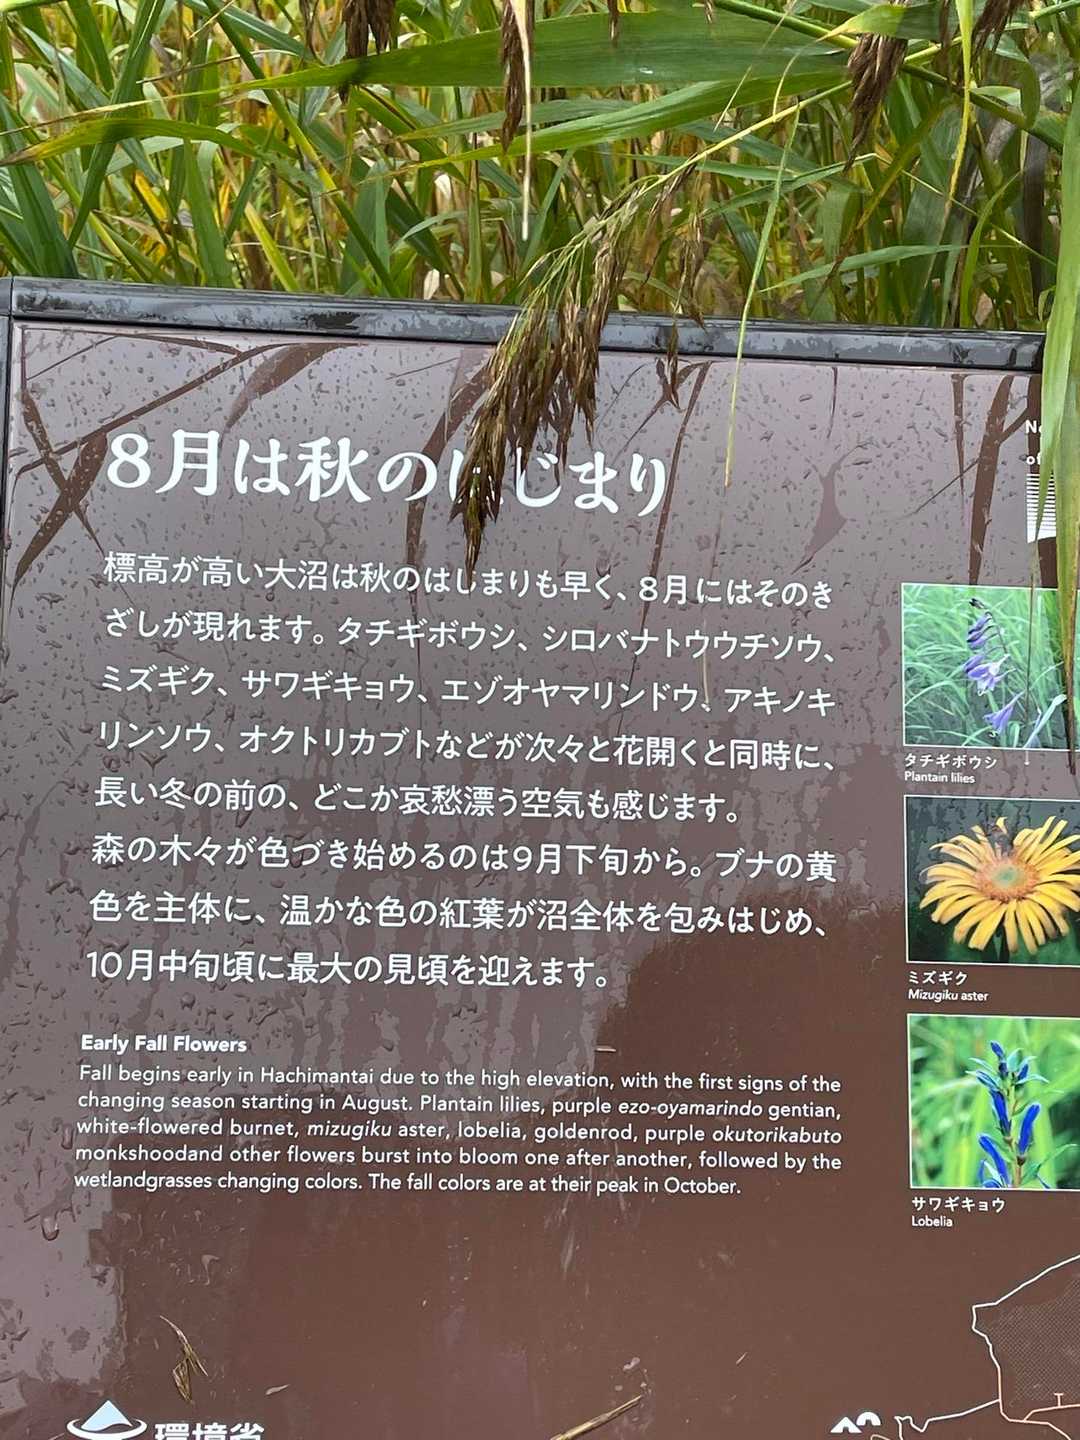 8月は秋のはじまり
標高が高い大沼は秋のはじまりも早く、8月にはそのき
ざしが現れます。タチギボウシ、シロバナトウウチソウ、
ミズギク、サワギキョウ、エゾオヤマリンドウ、アキノキ
リンソウ、オクトリカブトなどが次々と花開くと同時に、
長い冬の前の、どこか哀愁漂う空気も感じます。
森の木々が色づき始めるのは9月下旬から。ブナの黄
色を主体に、温かな色の紅葉が沼全体を包みはじめ、
10月中旬頃に最大の見頃を迎えます。
Early Fall Flowers
Fall begins early in Hachimantai due to the high elevation, with the first signs of the
changing season starting in August. Plantain lilies, purple ezo-oyamarindo gentian,
white-flowered burnet, mizugiku aster, lobelia, goldenrod, purple okutorikabuto
monkshoodand other flowers burst into bloom one after another, followed by the
wetlandgrasses changing colors. The fall colors are at their peak in October.
タチギボウシ
Plantain lilies
ミズギク
Mizugiku aster
サワギキョウ
Lobelia
環境省